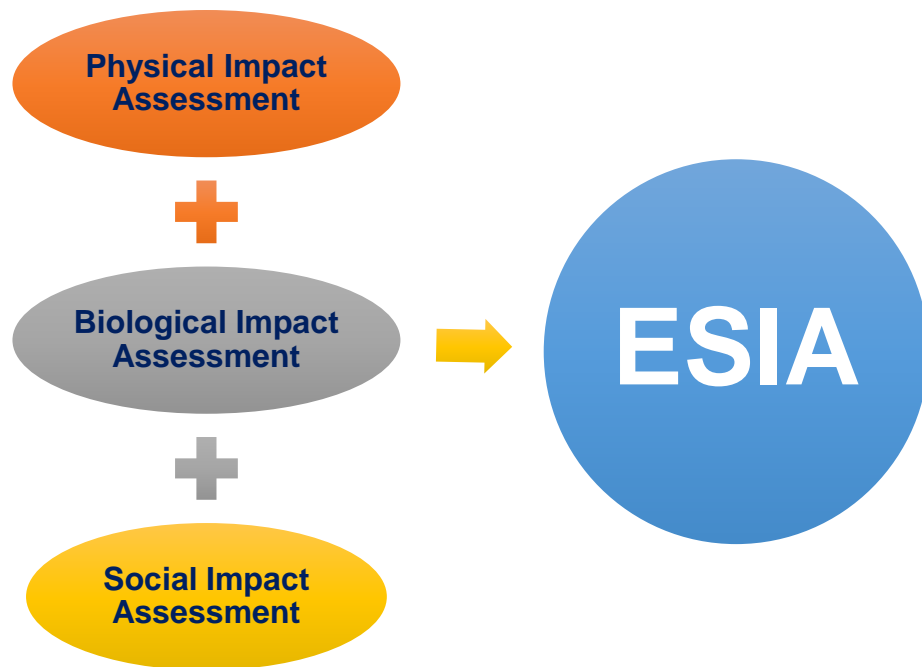 Physical Impact
Assessment
Biological Impact
Assessment
Social Impact
Assessment
ESIA